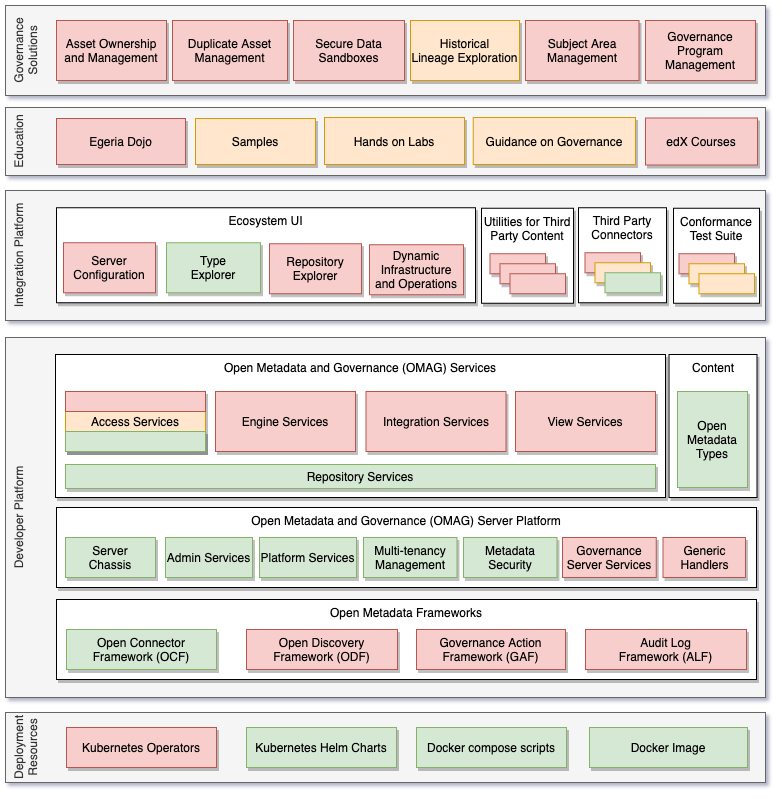 Governance
Solutions
Asset Ownership
and Management
Duplicate Asset
Management
Secure Data
Sandboxes
Historical
Lineage Exploration
Subject Area
Management
Governance
Program
Management
Education
Egeria Dojo
Samples
Hands on Labs
Guidance on Governance
edX Courses
Integration Platform
Ecosystem UI
Server
Configuration
Type
Explorer
Repository
Explorer
Dynamic
Infrastructure
and Operations
Utilities for Third
Party Content
Third Party
Connectors
Conformance
Test Suite
Developer Platform
Open Metadata and Governance (OMAG) Services
Access Services
Engine Services
Integration Services
View Services
Repository Services
Content
Open
Metadata
Types
Open Metadata and Governance (OMAG) Server Platform
Server
Chassis
Admin Services
Platform Services
Multi-tenancy
Management
Metadata
Security
Governance
Server Services
Generic
Handlers
Open Metadata Frameworks
Open Connector
Framework (OCF)
Open Discovery
Framework (ODF)
Governance Action
Framework (GAF)
Audit Log
Framework (ALF)
Deployment
Resources
Kubernetes Operators
Kubernetes Helm Charts
Docker compose scripts
Docker Image